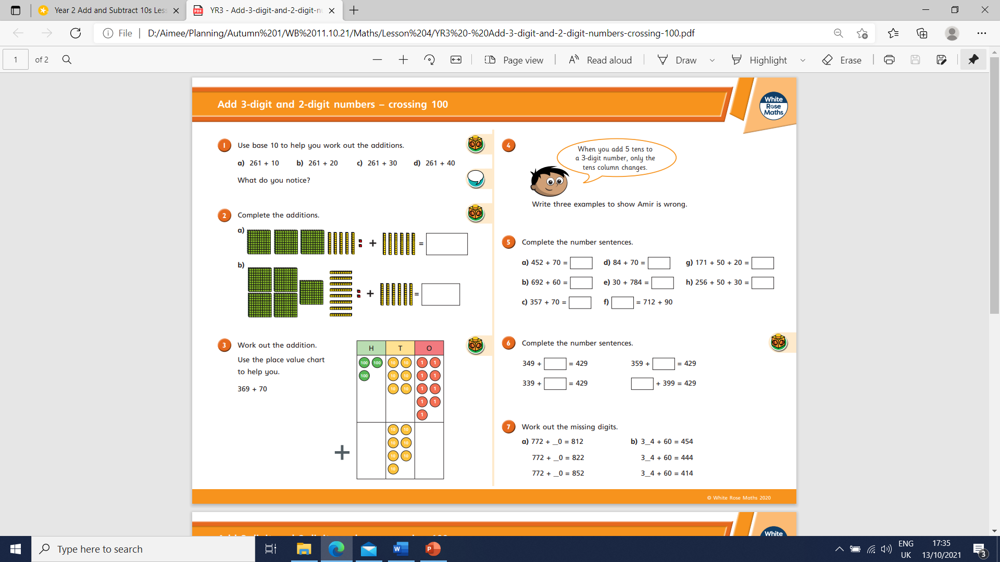 Year 2 Add and Subtract 10s Less
YR3 - Add-3-digit-and-2-digit-nu
File
D:/Aimee/Planning/Autumn%201/WB%2011.10.21/Maths/Lesson%204/YR3%20-%20Add-3-digit-and-2-digit-numbers-crossing-100.pdf
1 of 2
Page view
Read aloud
Draw
Highlight
Erase
Add 3-digit and 2-digit numbers – crossing 100
White
Rose
Maths
1 Use base 10 to help you work out the additions.
a) 261 + 10 b) 261 + 20 c) 261 + 30 d) 261 + 40
What do you notice?
2 Complete the additions.
a) + =
b) + =
3 Work out the addition.
Use the place value chart
to help you.
369 + 70
H T O
100 100 10 10 1 1
100 10 10 1 1
10 10 1 1
1 1
1
+
10 10
10 10
10 10
10
4
When you add 5 tens to
a 3-digit number, only the
tens column changes.
Write three examples to show Amir is wrong.
5 Complete the number sentences.
a) 452 + 70 = d) 84 + 70 = g) 171 + 50 + 20 =
b) 692 + 60 = e) 30 + 784 = h) 256 + 50 + 30 =
c) 357 + 70 = f) = 712 + 90
6 Complete the number sentences.
349 + = 429 359 + = 429
339 + = 429 + 399 = 429
7 Work out the missing digits.
a) 772 + _0 = 812 b) 3_4 + 60 = 454
772 + _0 = 822 3_4 + 60 = 444
772 + _0 = 852 3_4 + 60 = 414
© White Rose Maths 2020
White
Type here to search
ENG
UK
17:35
13/10/2021
3